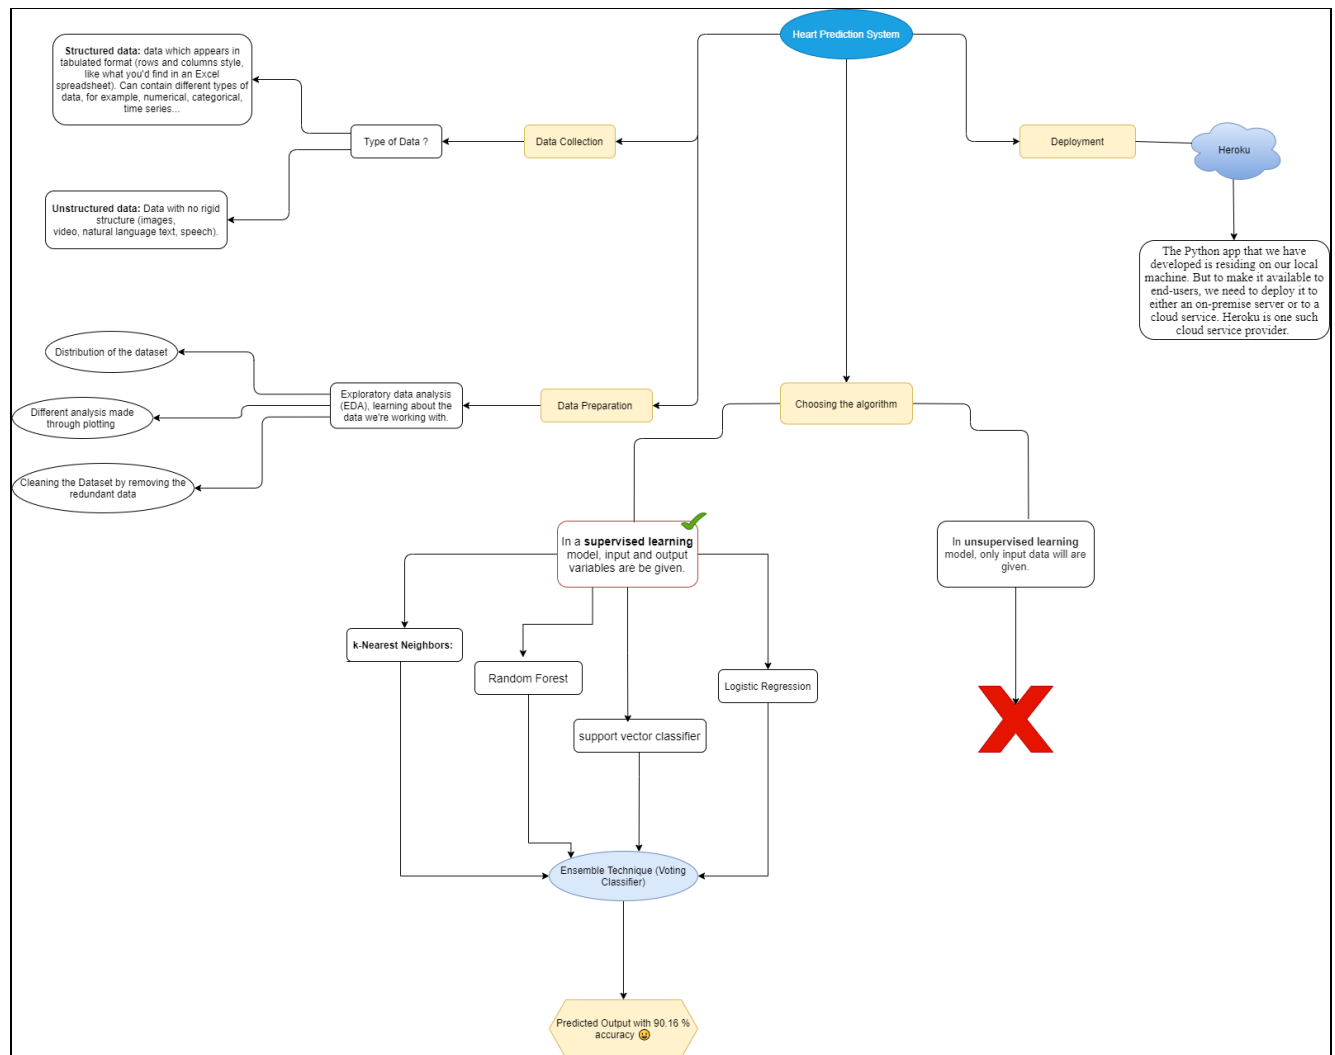 Heart Prediction System
Structured data: data which appears in
tabulated format (rows and columns style,
like what you'd find in an Excel
spreadsheet). Can contain different types of
data, for example, numerical, categorical,
time series...
Type of Data ?
Data Collection
Deployment
Heroku
Unstructured data: Data with no rigid
structure (images,
video, natural language text, speech).
The Python app that we have
developed is residing on our local
machine. But to make it available to
end-users, we need to deploy it to
either an on-premise server or to a
cloud service. Heroku is one such
cloud service provider.
Distribution of the dataset
Different analysis made
through plotting
Cleaning the Dataset by removing the
redundant data
Exploratory data analysis
(EDA), learning about the
data we're working with.
Data Preparation
Choosing the algorithm
In a supervised learning
model, input and output
variables are be given.
In unsupervised learning
model, only input data will are
given.
k-Nearest Neighbors:
Random Forest
support vector classifier
Logistic Regression
Ensemble Technique (Voting
Classifier)
Predicted Output with 90.16 %
accuracy 😀